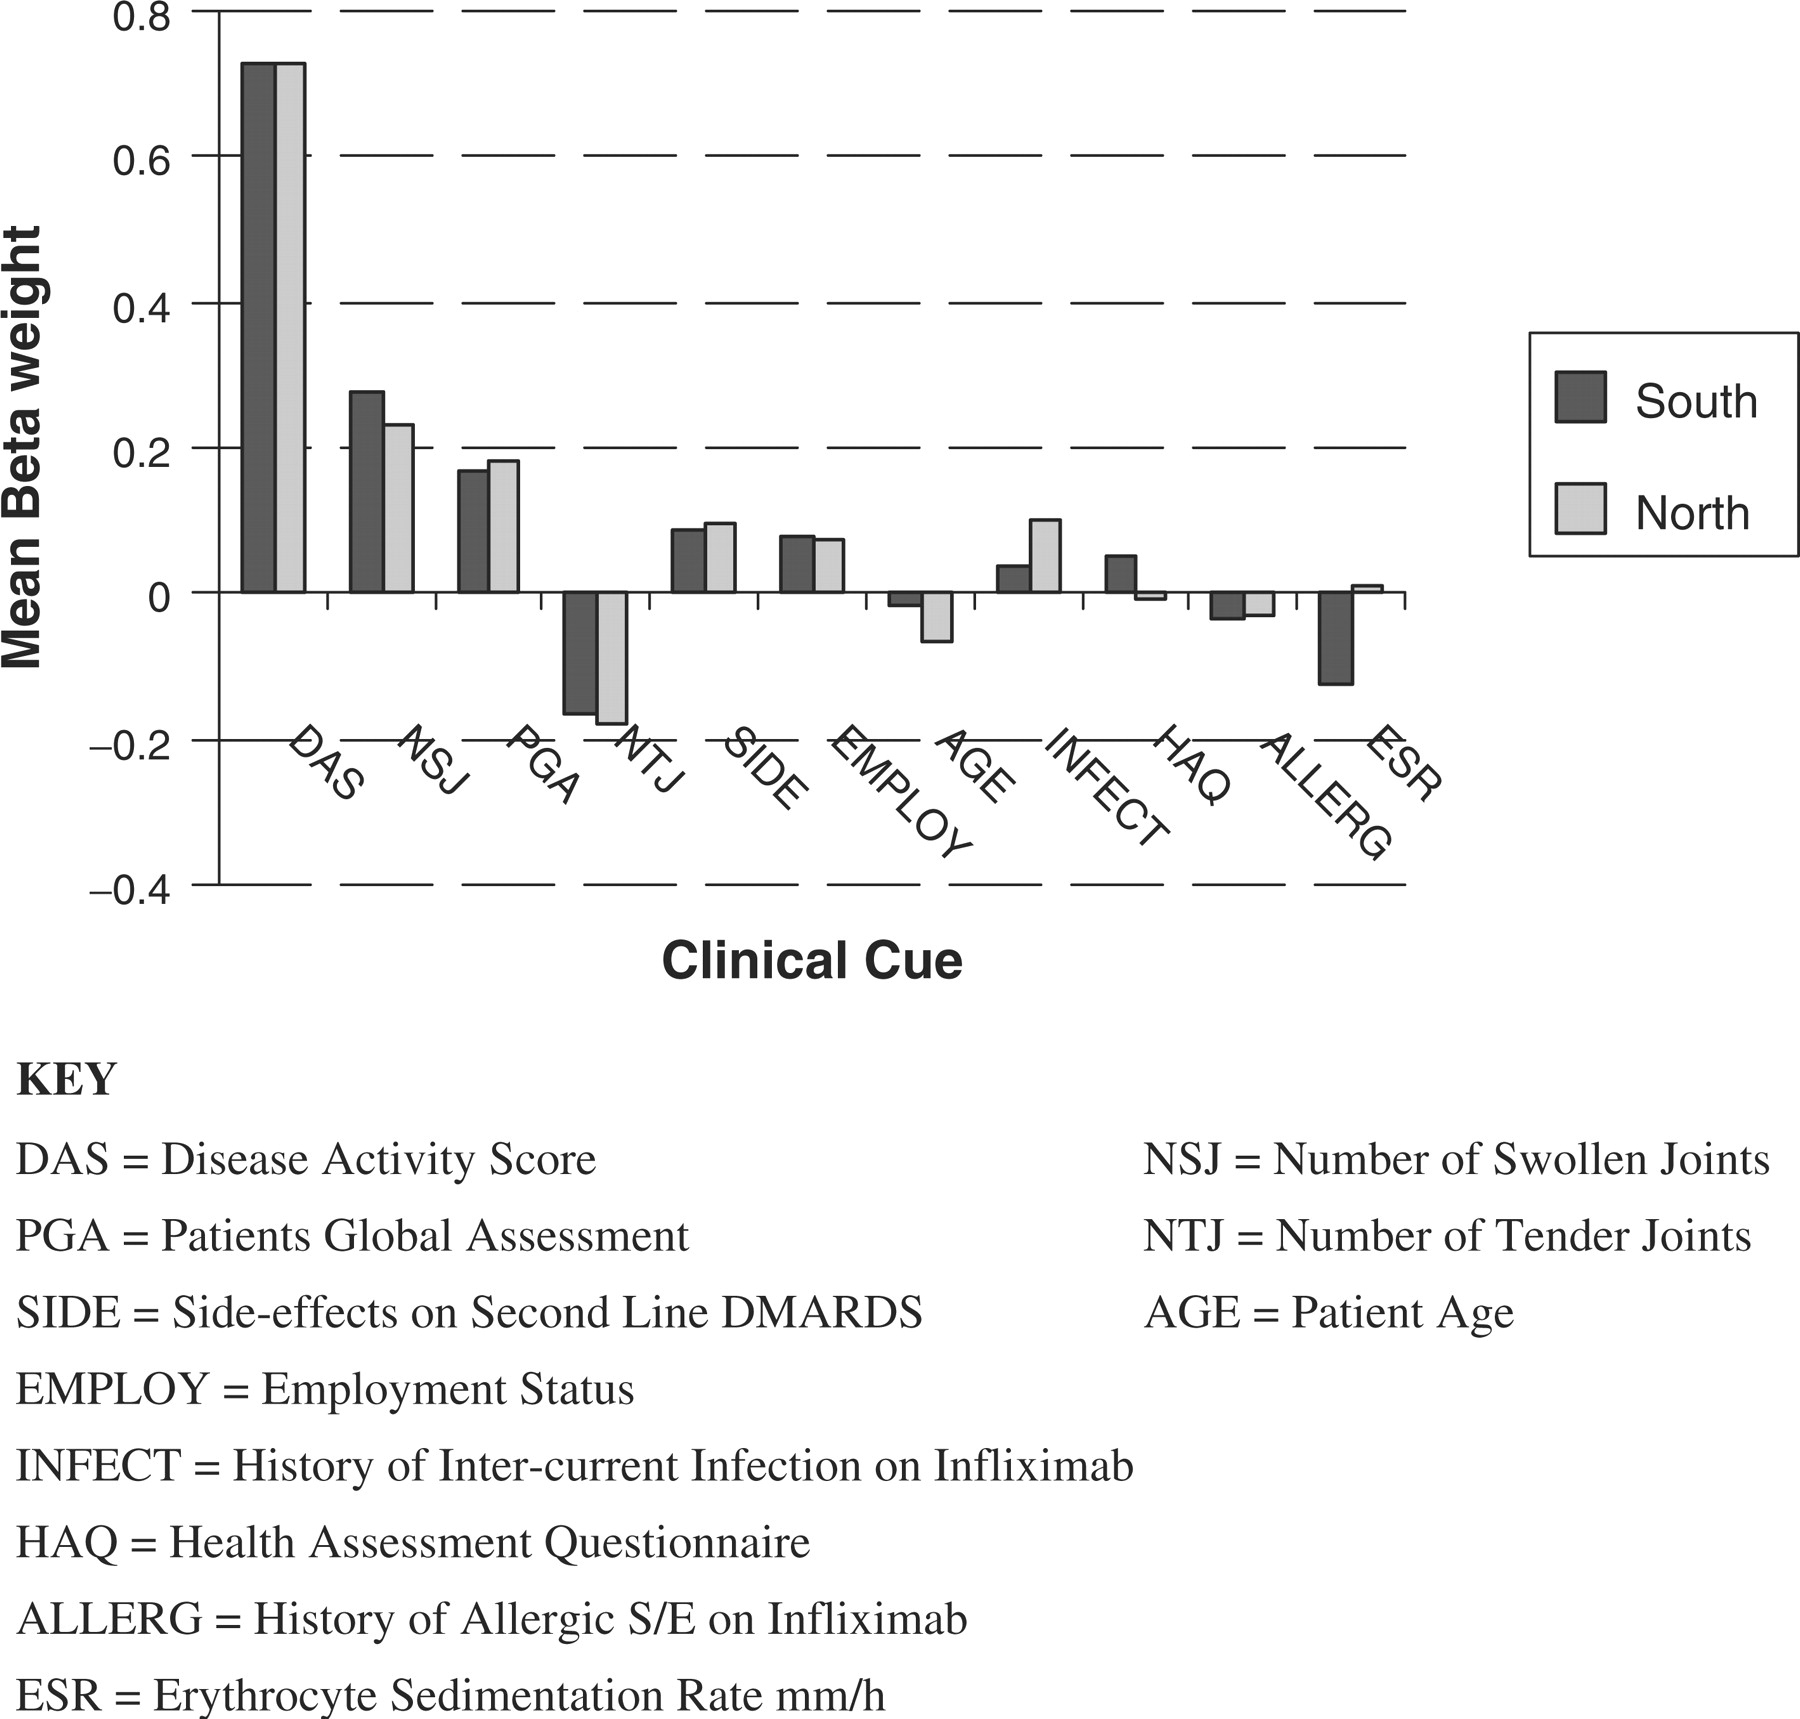 0.8
0.6
0.4
0.2
0
–0.2
–0.4
Mean Beta weight
DAS
NSJ
PGA
NTJ
SIDE
EMPLOY
AGE
INFECT
HAQ
ALLERG
ESR
Clinical Cue
South
North
KEY
DAS = Disease Activity Score
NSJ = Number of Swollen Joints
PGA = Patients Global Assessment
NTJ = Number of Tender Joints
SIDE = Side-effects on Second Line DMARDS
AGE = Patient Age
EMPLOY = Employment Status
INFECT = History of Inter-current Infection on Infliximab
HAQ = Health Assessment Questionnaire
ALLERG = History of Allergic S/E on Infliximab
ESR = Erythrocyte Sedimentation Rate mm/h